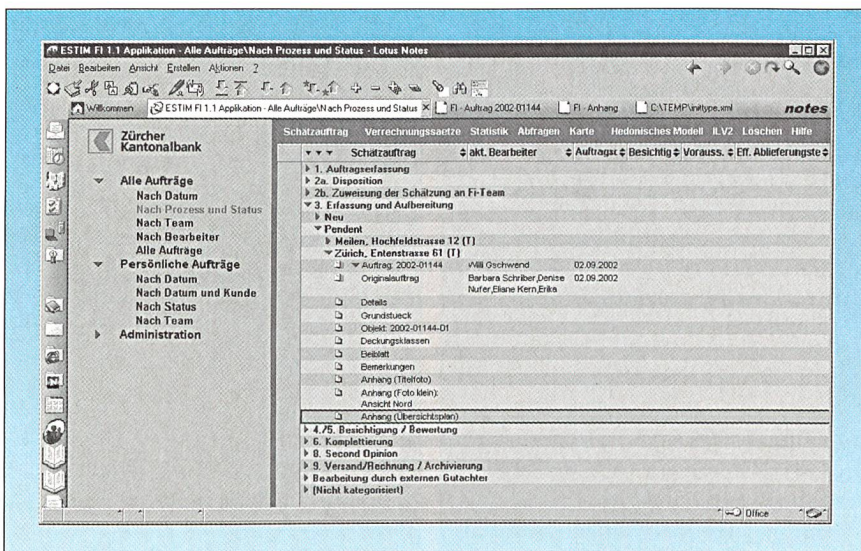 ESTIM FI 1.1 Applikation - Alle Aufträge\Nach Prozess und Status - Lotus Notes
Datei Bearbeiten Ansicht Erstellen Aktionen ?
Willkommen ESTIM FI 1.1 Applikation - Alle Aufträge\Nach Prozess und Status FI - Auftrag 2002-01144 FI - Anhang C:\TEMP\inittype.xml notes
Zürcher
Kantonalbank
Alle Aufträge
Nach Datum
Nach Prozess und Status
Nach Team
Nach Bearbeiter
Alle Aufträge
Persönliche Aufträge
Nach Datum
Nach Datum und Kunde
Nach Status
Nach Team
Administration
Schätzauftrag Verrechnungssaetze Statistik Abfragen Karte Hedonisches Modell ILV2 Löschen Hilfe
Schätzauftrag akt. Bearbeiter Besichtig Vorauss. Eff. Ablieferungste
1. Auftragserfassung
2a. Disposition
2b. Zuweisung der Schätzung an FI-Team
3. Erfassung und Aufbereitung
Neu
Pendent
Meilen, Hochfeldstrasse 12 (T)
Zürich, Entenstrasse 61 (T)
Auftrag: 2002-01144 Willi Gschwend 02.09.2002
Originalauftrag Barbara Schriber,Denise 02.09.2002
Nufer,Eliane Kern,Erika
Details
Grundstueck
Objekt: 2002-01144-01
Deckungsklassen
Beiblatt
Bemerkungen
Anhang (Titelfoto)
Anhang (Foto klein):
Ansicht Nord
Anhang (Übersichtsplan)
4./5. Besichtigung / Bewertung
6. Komplettierung
8. Second Opinion
9. Versand/Rechnung / Archivierung
Bearbeitung durch externen Gutachter
(Nicht kategorisiert)
Office